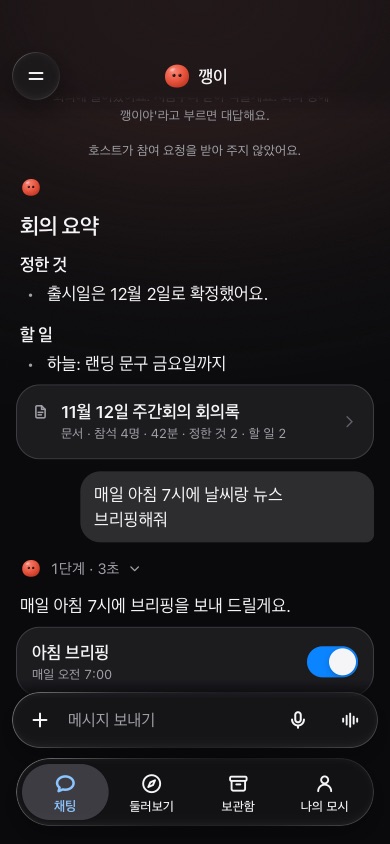 깽이
깽이야'라고 부르면 대답해요.
호스트가 참여 요청을 받아 주지 않았어요.
회의 요약
정한 것
• 출시일은 12월 2일로 확정했어요.
할 일
• 하늘: 랜딩 문구 금요일까지
11월 12일 주간회의 회의록
문서 · 참석 4명 · 42분 · 정한 것 2 · 할 일 2
매일 아침 7시에 날씨랑 뉴스
브리핑해줘
1단계 · 3초
매일 아침 7시에 브리핑을 보내 드릴게요.
아침 브리핑
매일 오전 7:00
메시지 보내기
채팅 둘러보기 보관함 나의 모시